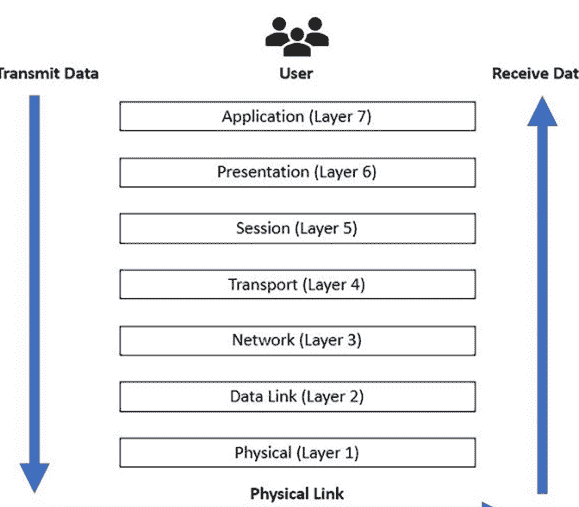 Transmit Data
User
Receive Dat
Application (Layer 7)
Presentation (Layer 6)
Session (Layer 5)
Transport (Layer 4)
Network (Layer 3)
Data Link (Layer 2)
Physical (Layer 1)
Physical Link